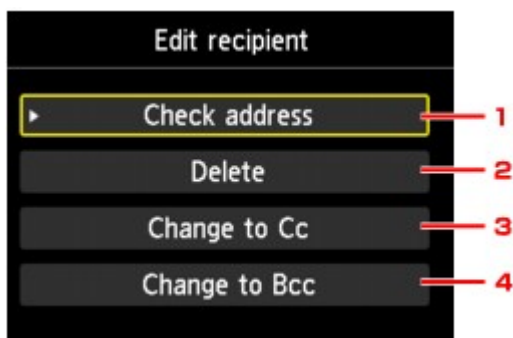 Edit recipient
Check address 1
Delete 2
Change to Cc 3
Change to Bcc 4